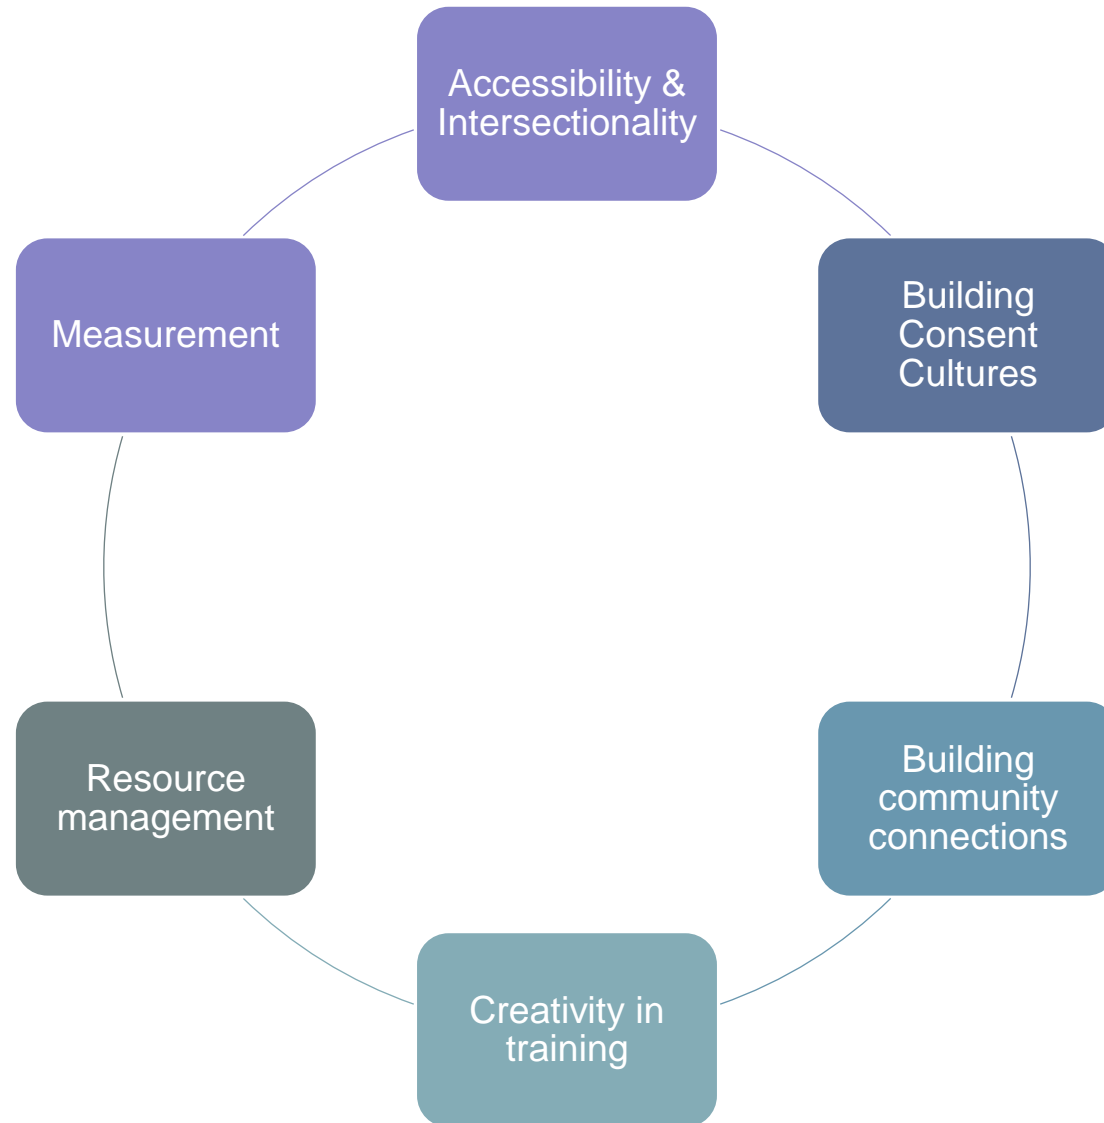 Accessibility &
Intersectionality
Building
Consent
Cultures
Building
community
connections
Creativity in
training
Resource
management
Measurement